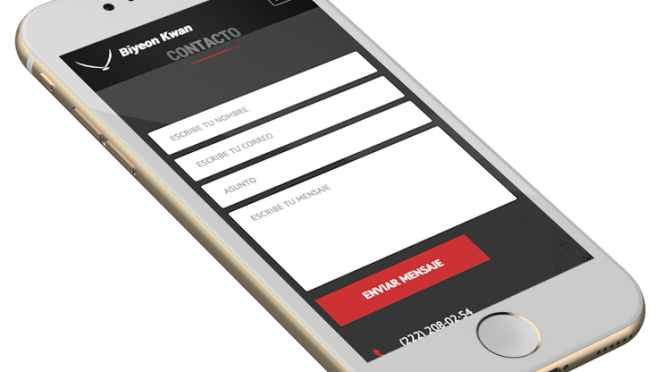 Biyeon Kwan
CONTACTO
ESCRIBE TU NOMBRE
ESCRIBE TU CORREO
ASUNTO
ESCRIBE TU MENSAJE
ENVIAR MENSAJE
(222) 208-02-54